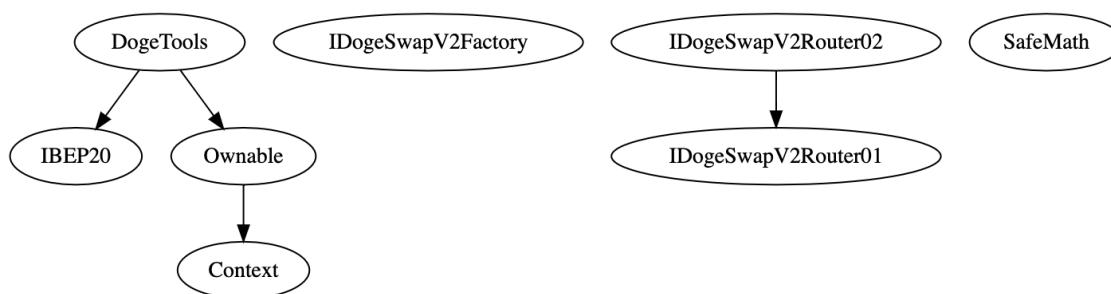 DogeTools
IDogeSwapV2Factory
IDogeSwapV2Router02
SafeMath
IBEP20
Ownable
IDogeSwapV2Router01
Context